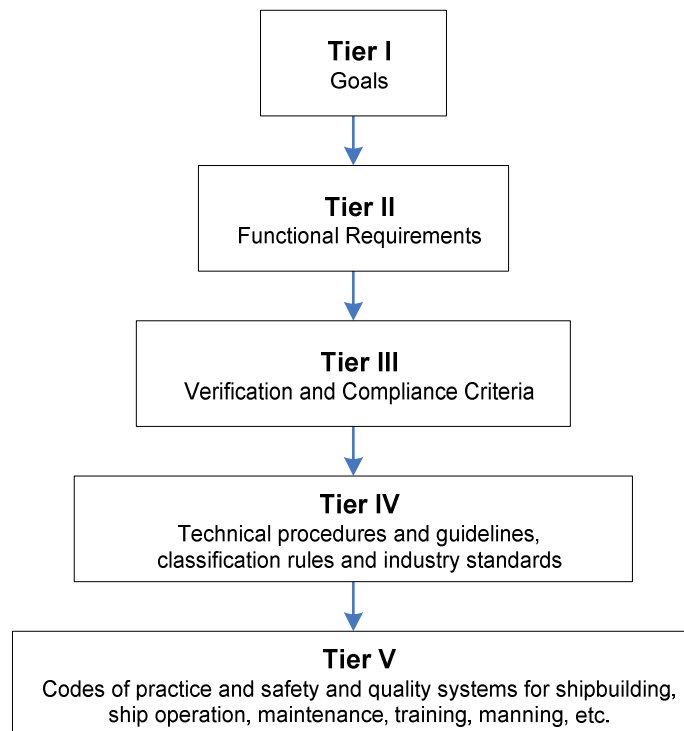 Tier I
Goals
Tier II
Functional Requirements
Tier III
Verification and Compliance Criteria
Tier IV
Technical procedures and guidelines,
classification rules and industry standards
Tier V
Codes of practice and safety and quality systems for shipbuilding,
ship operation, maintenance, training, manning, etc.